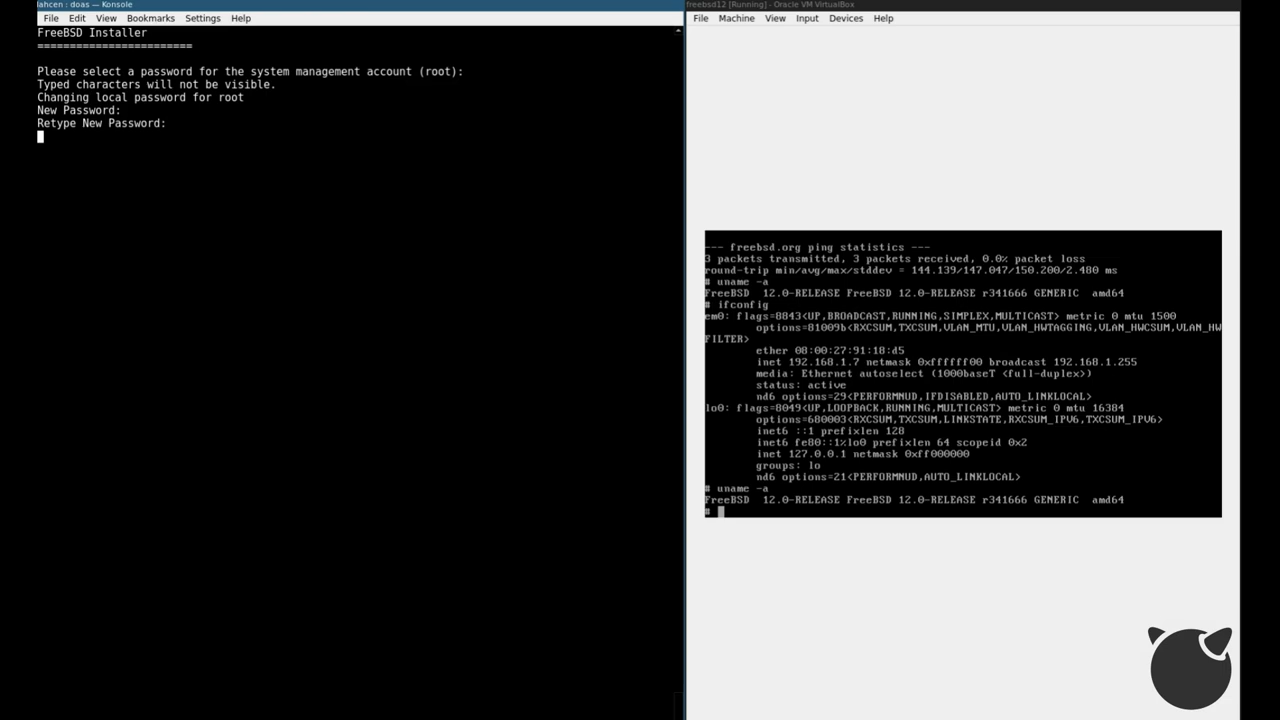 lahcen : doas — Konsole
File Edit View Bookmarks Settings Help
FreeBSD Installer
========================
Please select a password for the system management account (root):
Typed characters will not be visible.
Changing local password for root
New Password:
Retype New Password:
freebsd12 [Running] - Oracle VM VirtualBox
File Machine View Input Devices Help
--- freebsd.org ping statistics ---
3 packets transmitted, 3 packets received, 0.0% packet loss
round-trip min/avg/max/stddev = 144.139/147.047/150.200/2.480 ms
# uname -a
FreeBSD  12.0-RELEASE FreeBSD 12.0-RELEASE r341666 GENERIC  amd64
# ifconfig
em0: flags=8843<UP,BROADCAST,RUNNING,SIMPLEX,MULTICAST> metric 0 mtu 1500
options=81009b<RXCSUM,TXCSUM,VLAN_MTU,VLAN_HWTAGGING,VLAN_HWCSUM,VLAN_HW
FILTER>
ether 08:00:27:91:18:d5
inet 192.168.1.7 netmask 0xffffff00 broadcast 192.168.1.255
media: Ethernet autoselect (1000baseT <full-duplex>)
status: active
nd6 options=29<PERFORMNUD,IFDISABLED,AUTO_LINKLOCAL>
lo0: flags=8049<UP,LOOPBACK,RUNNING,MULTICAST> metric 0 mtu 16384
options=680003<RXCSUM,TXCSUM,LINKSTATE,RXCSUM_IPV6,TXCSUM_IPV6>
inet6 ::1 prefixlen 128
inet6 fe80::1%lo0 prefixlen 64 scopeid 0x2
inet 127.0.0.1 netmask 0xff000000
groups: lo
nd6 options=21<PERFORMNUD,AUTO_LINKLOCAL>
# uname -a
FreeBSD  12.0-RELEASE FreeBSD 12.0-RELEASE r341666 GENERIC  amd64
#